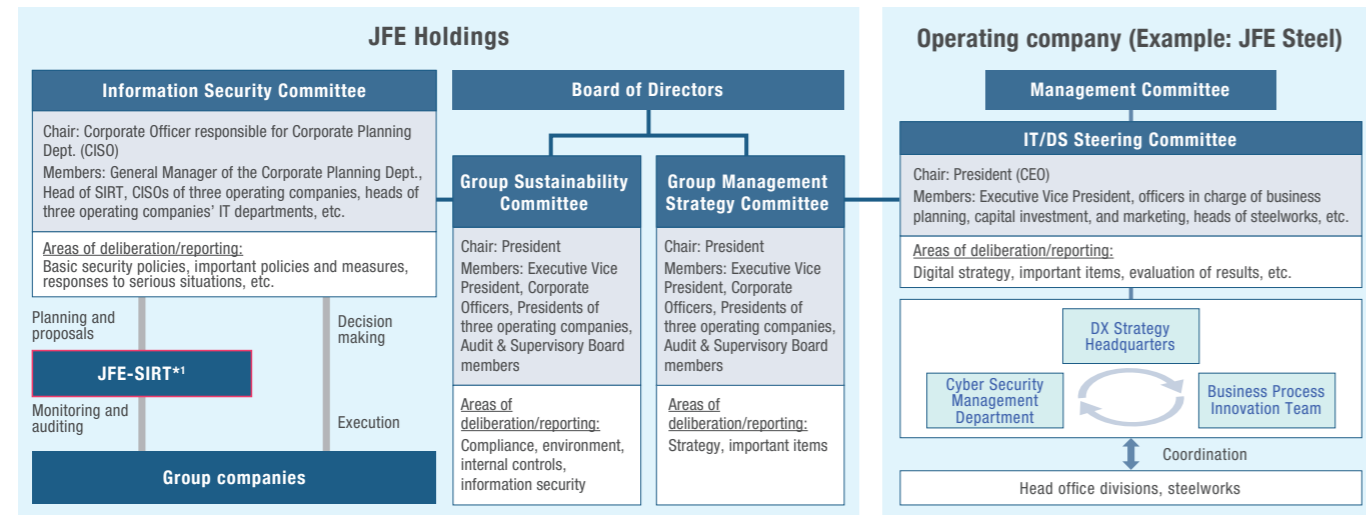 JFE Holdings
Information Security Committee
Chair: Corporate Officer responsible for Corporate Planning
Dept. (CISO)
Members: General Manager of the Corporate Planning Dept.,
Head of SIRT, CISOs of three operating companies, heads of
three operating companies’ IT departments, etc.
Areas of deliberation/reporting:
Basic security policies, important policies and measures,
responses to serious situations, etc.
Planning and
proposals
Decision
making
JFE-SIRT*1
Monitoring and
auditing
Execution
Group companies
Board of Directors
Group Sustainability
Committee
Chair: President
Members: Executive Vice
President, Corporate
Officers, Presidents of
three operating companies,
Audit & Supervisory Board
members
Areas of
deliberation/reporting:
Compliance, environment,
internal controls,
information security
Group Management
Strategy Committee
Chair: President
Members: Executive Vice
President, Corporate
Officers, Presidents of
three operating companies,
Audit & Supervisory Board
members
Areas of
deliberation/reporting:
Strategy, important items
Operating company (Example: JFE Steel)
Management Committee
IT/DS Steering Committee
Chair: President (CEO)
Members: Executive Vice President, officers in charge of business
planning, capital investment, and marketing, heads of steelworks, etc.
Areas of deliberation/reporting:
Digital strategy, important items, evaluation of results, etc.
DX Strategy
Headquarters
Cyber Security
Management
Department
Business Process
Innovation Team
Coordination
Head office divisions, steelworks